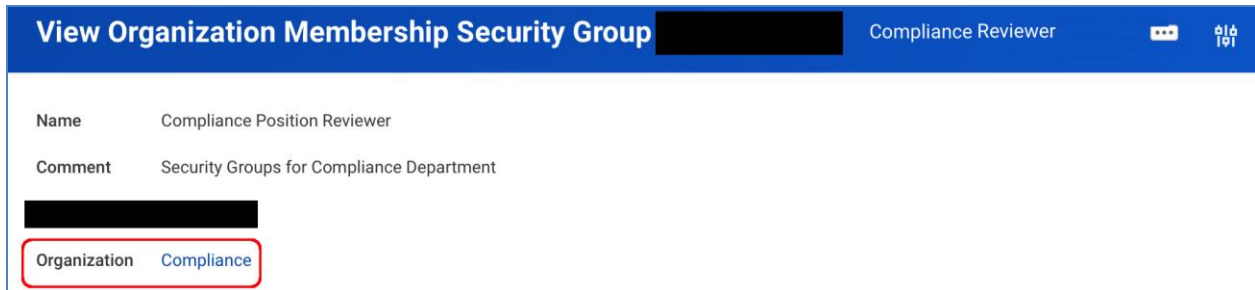 View Organization Membership Security Group Compliance Reviewer
Name Compliance Position Reviewer
Comment Security Groups for Compliance Department
Organization Compliance